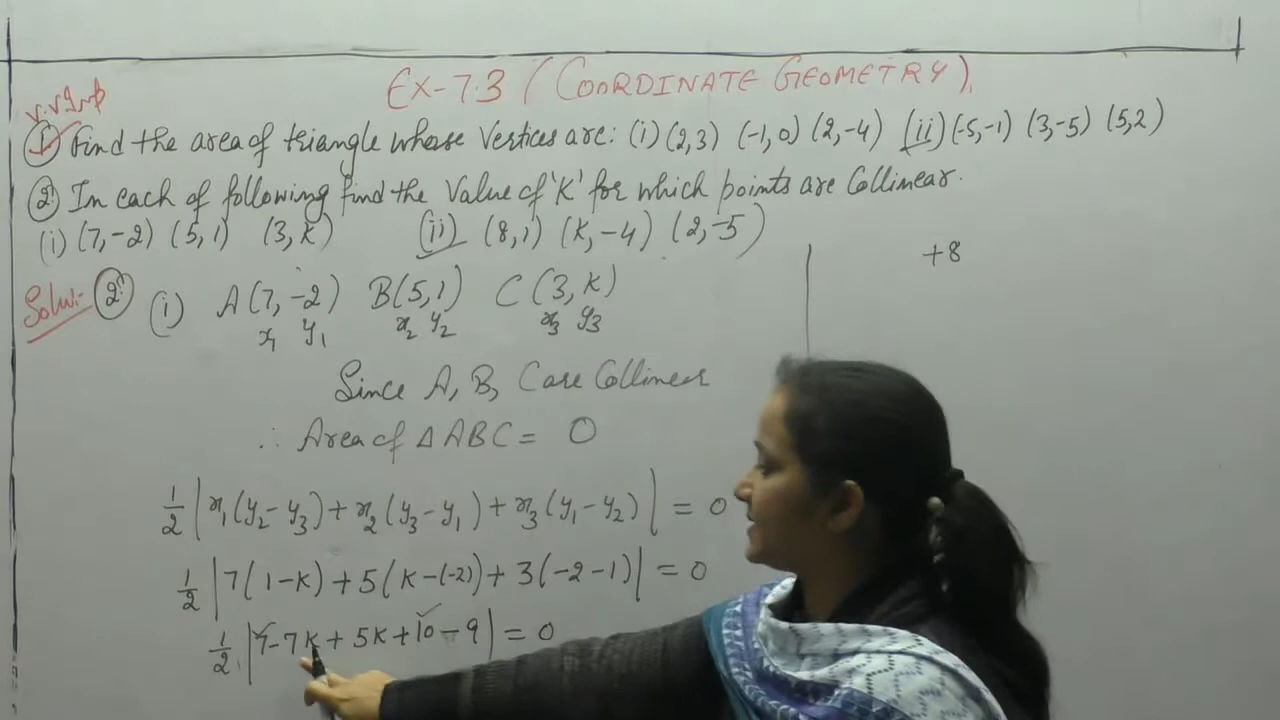 EX-7.3 (COORDINATE GEOMETRY).
v.vImp
① Find the area of triangle whose vertices are: (i) (2,3) (-1,0) (2,-4) (ii) (-5,-1) (3,-5) (5,2)
②! In each of following find the value of 'K' for which points are Collinear.
(i) (7,-2) (5,1) (3,K) (ii) (8,1) (K,-4) (2,-5)
+8
Solu:- ②! (i) A(7,-2) B(5,1) C(3,K)
x₁ y₁ x₂ y₂ x₃ y₃
Since A, B, C are Collinear
∴ Area of Δ ABC = 0
1/2 | x₁(y₂-y₃) + x₂(y₃-y₁) + x₃(y₁-y₂) | = 0
1/2 | 7(1-K) + 5(K-(-2)) + 3(-2-1) | = 0
1/2 | 7-7K + 5K + 10 - 9 | = 0